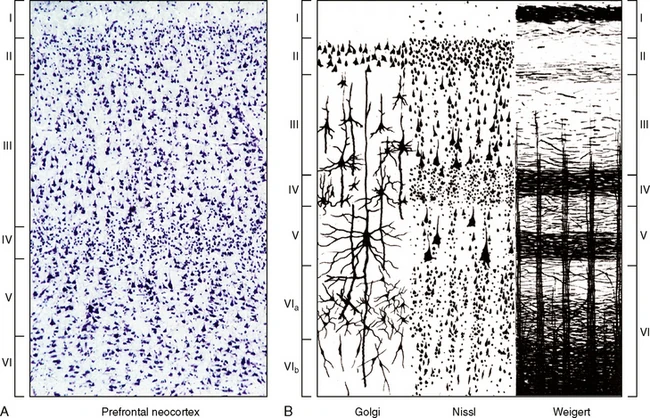 I
II
III
IV
V
VI
A
Prefrontal neocortex
I
II
III
IV
V
VIa
VIb
B
Golgi
Nissl
Weigert
I
II
III
IV
V
VI